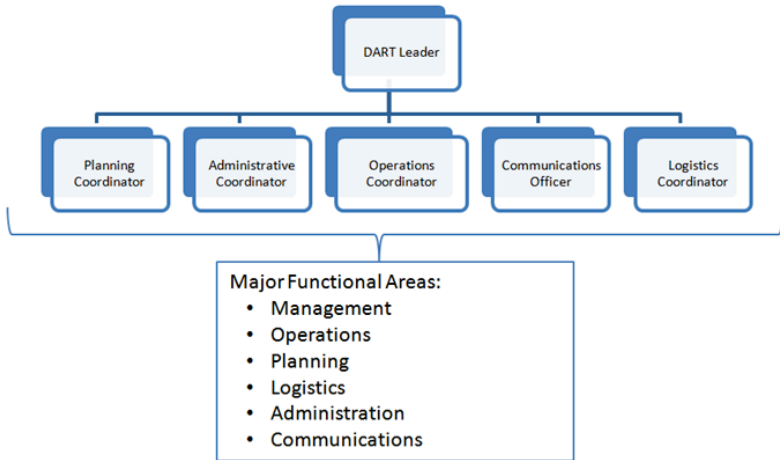 DART Leader
Planning
Coordinator
Administrative
Coordinator
Operations
Coordinator
Communications
Officer
Logistics
Coordinator
Major Functional Areas:
• Management
• Operations
• Planning
• Logistics
• Administration
• Communications